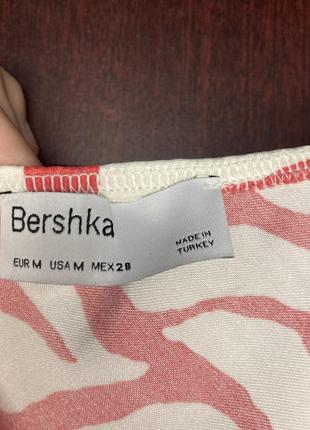 Bershka
MADE IN
TURKEY
EUR M USA M MEX 28